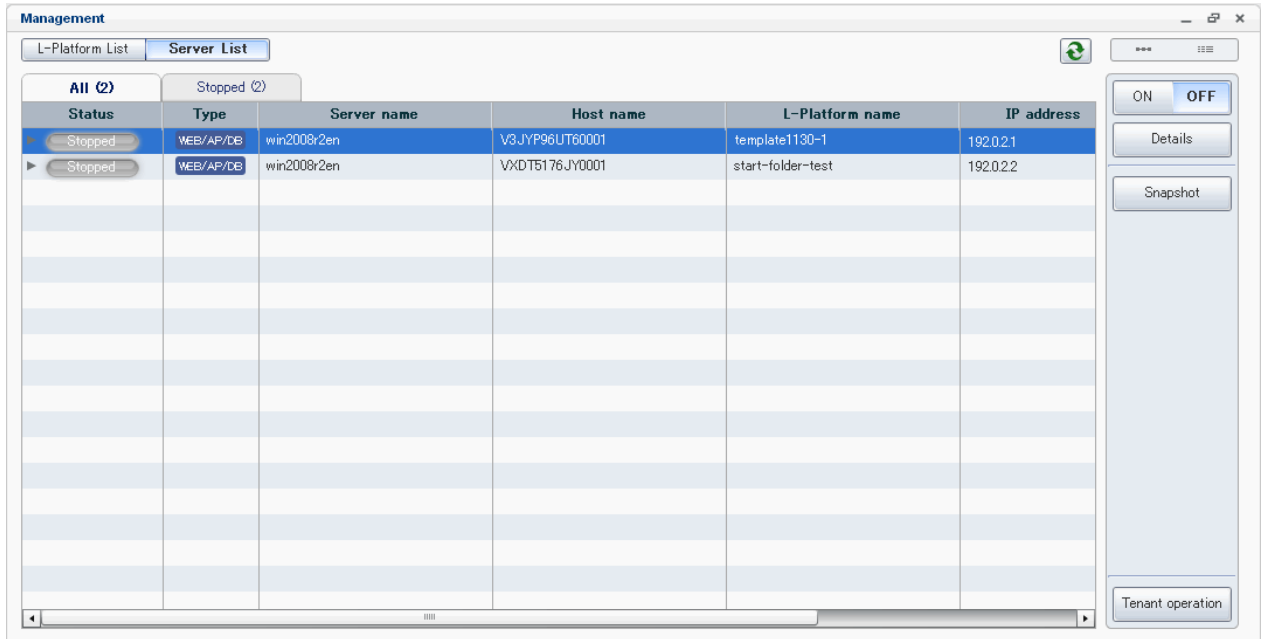 Management
L-Platform List Server List
All (2) Stopped (2)
ON OFF
Status Type Server name Host name L-Platform name IP address
Stopped WEB/AP/DB win2008r2en V3JYP96UT60001 template1130-1 192.0.2.1
Details
Stopped WEB/AP/DB win2008r2en VXDT5176JY0001 start-folder-test 192.0.2.2
Snapshot
Tenant operation